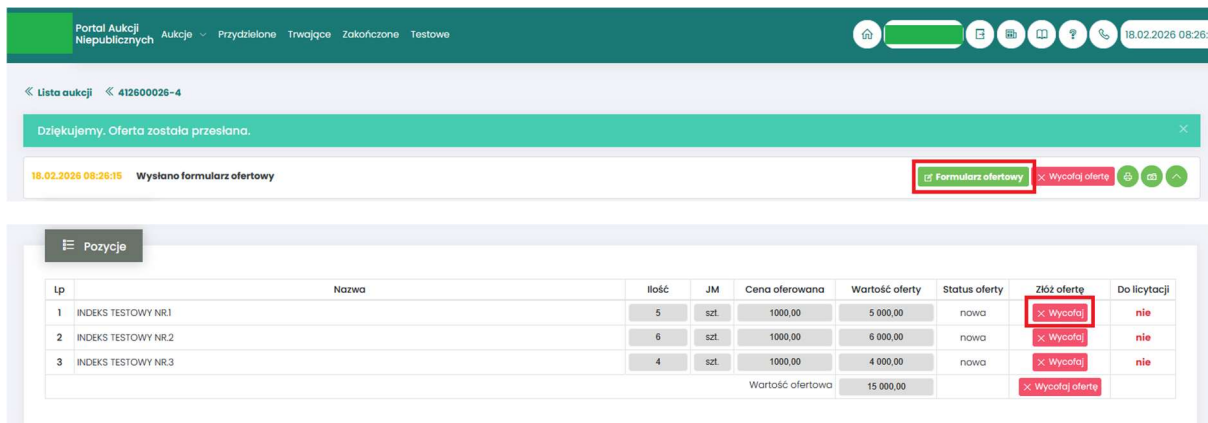 Portal Aukcji
Niepublicznych
Aukcje Przydzielone Trwające Zakończone Testowe
18.02.2026 08:26:
« Lista aukcji « 412600026-4
Dziękujemy. Oferta została przesłana. ×
18.02.2026 08:26:15 Wysłano formularz ofertowy Formularz ofertowy × Wycofaj ofertę
Pozycje
Lp Nazwa Ilość JM Cena oferowana Wartość oferty Status oferty Złóż ofertę Do licytacji
1 INDEKS TESTOWY NR.1 5 szt. 1000,00 5 000,00 nowa × Wycofaj nie
2 INDEKS TESTOWY NR.2 6 szt. 1000,00 6 000,00 nowa × Wycofaj nie
3 INDEKS TESTOWY NR.3 4 szt. 1000,00 4 000,00 nowa × Wycofaj nie
Wartość ofertowa 15 000,00 × Wycofaj ofertę